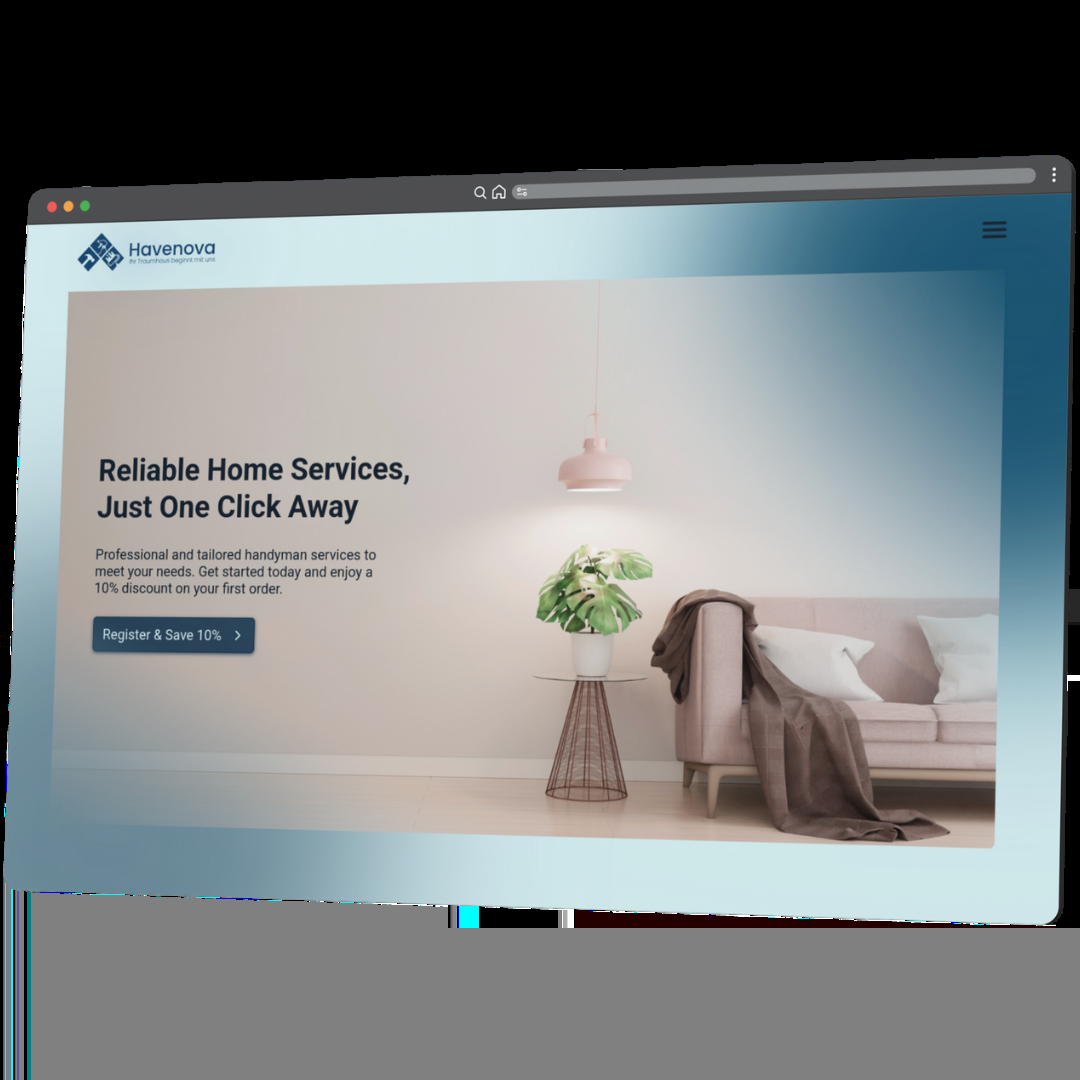 Havenova
Ihr Traumhaus beginnt mit uns
Reliable Home Services,
Just One Click Away
Professional and tailored handyman services to
meet your needs. Get started today and enjoy a
10% discount on your first order.
Register & Save 10%